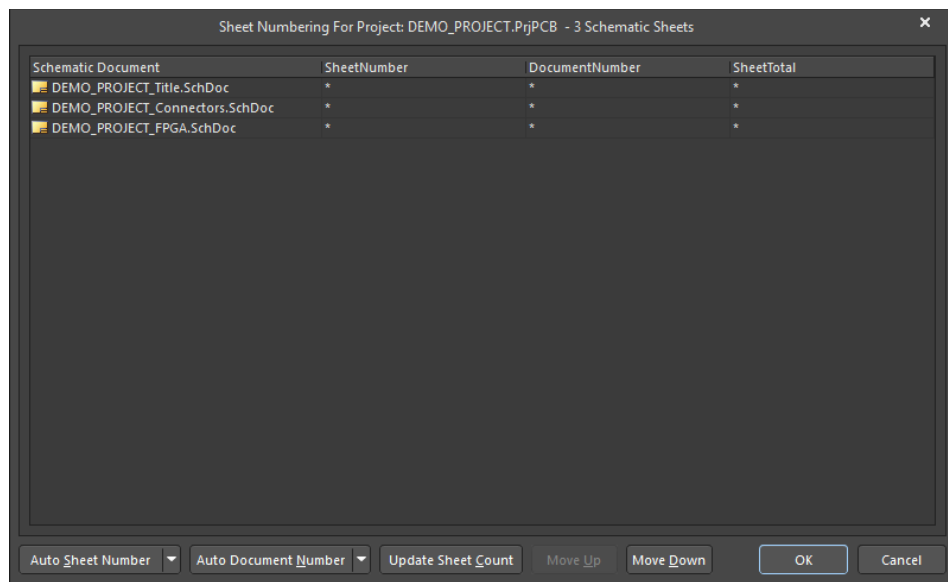 Sheet Numbering For Project: DEMO_PROJECT.PrjPCB - 3 Schematic Sheets
Schematic Document SheetNumber DocumentNumber SheetTotal
DEMO_PROJECT_Title.SchDoc * * *
DEMO_PROJECT_Connectors.SchDoc * * *
DEMO_PROJECT_FPGA.SchDoc * * *
Auto Sheet Number Auto Document Number Update Sheet Count Move Up Move Down OK Cancel